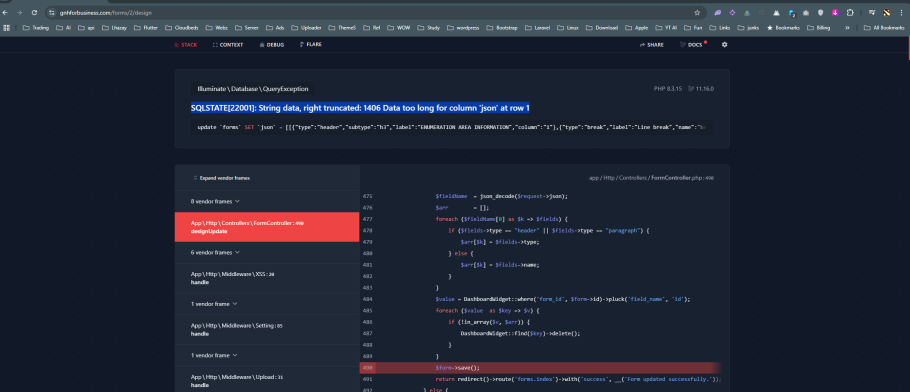 gnhforbusiness.com/forms/2/design
Trading AI api Lhazay Flutter Cloudbeds Webs Server Ads Uploader ThemeS Rel WOW Study wordpress Bootstrap Laravel Linux Download Apple YT AI Fun Links junks Bookmarks Billing All Bookmarks
STACK CONTEXT DEBUG FLARE SHARE DOCS
Illuminate\Database\QueryException PHP 8.3.15 11.16.0
SQLSTATE[22001]: String data, right truncated: 1406 Data too long for column 'json' at row 1
update `forms` SET `json` = [[{"type":"header","subtype":"h3","label":"ENUMERATION AREA INFORMATION","column":"1"},{"type":"break","label":"Line break","name":"b
Expand vendor frames
app / Http / Controllers / FormController.php : 490
8 vendor frames
App\Http\Controllers\FormController : 490
designUpdate
6 vendor frames
App\Http\Middleware\XSS : 20
handle
1 vendor frame
App\Http\Middleware\Setting : 85
handle
1 vendor frame
App\Http\Middleware\Upload : 31
handle
475 $fieldName = json_decode($request->json);
476 $arr = [];
477 foreach ($fieldName[0] as $k => $fields) {
478 if ($fields->type == "header" || $fields->type == "paragraph") {
479 $arr[$k] = $fields->type;
480 } else {
481 $arr[$k] = $fields->name;
482 }
483 }
484 $value = DashboardWidget::where('form_id', $form->id)->pluck('field_name', 'id');
485 foreach ($value as $key => $v) {
486 if (!in_array($v, $arr)) {
487 DashboardWidget::find($key)->delete();
488 }
489 }
490 $form->save();
491 return redirect()->route('forms.index')->with('success', __('Form updated successfully.'));
492 } else {